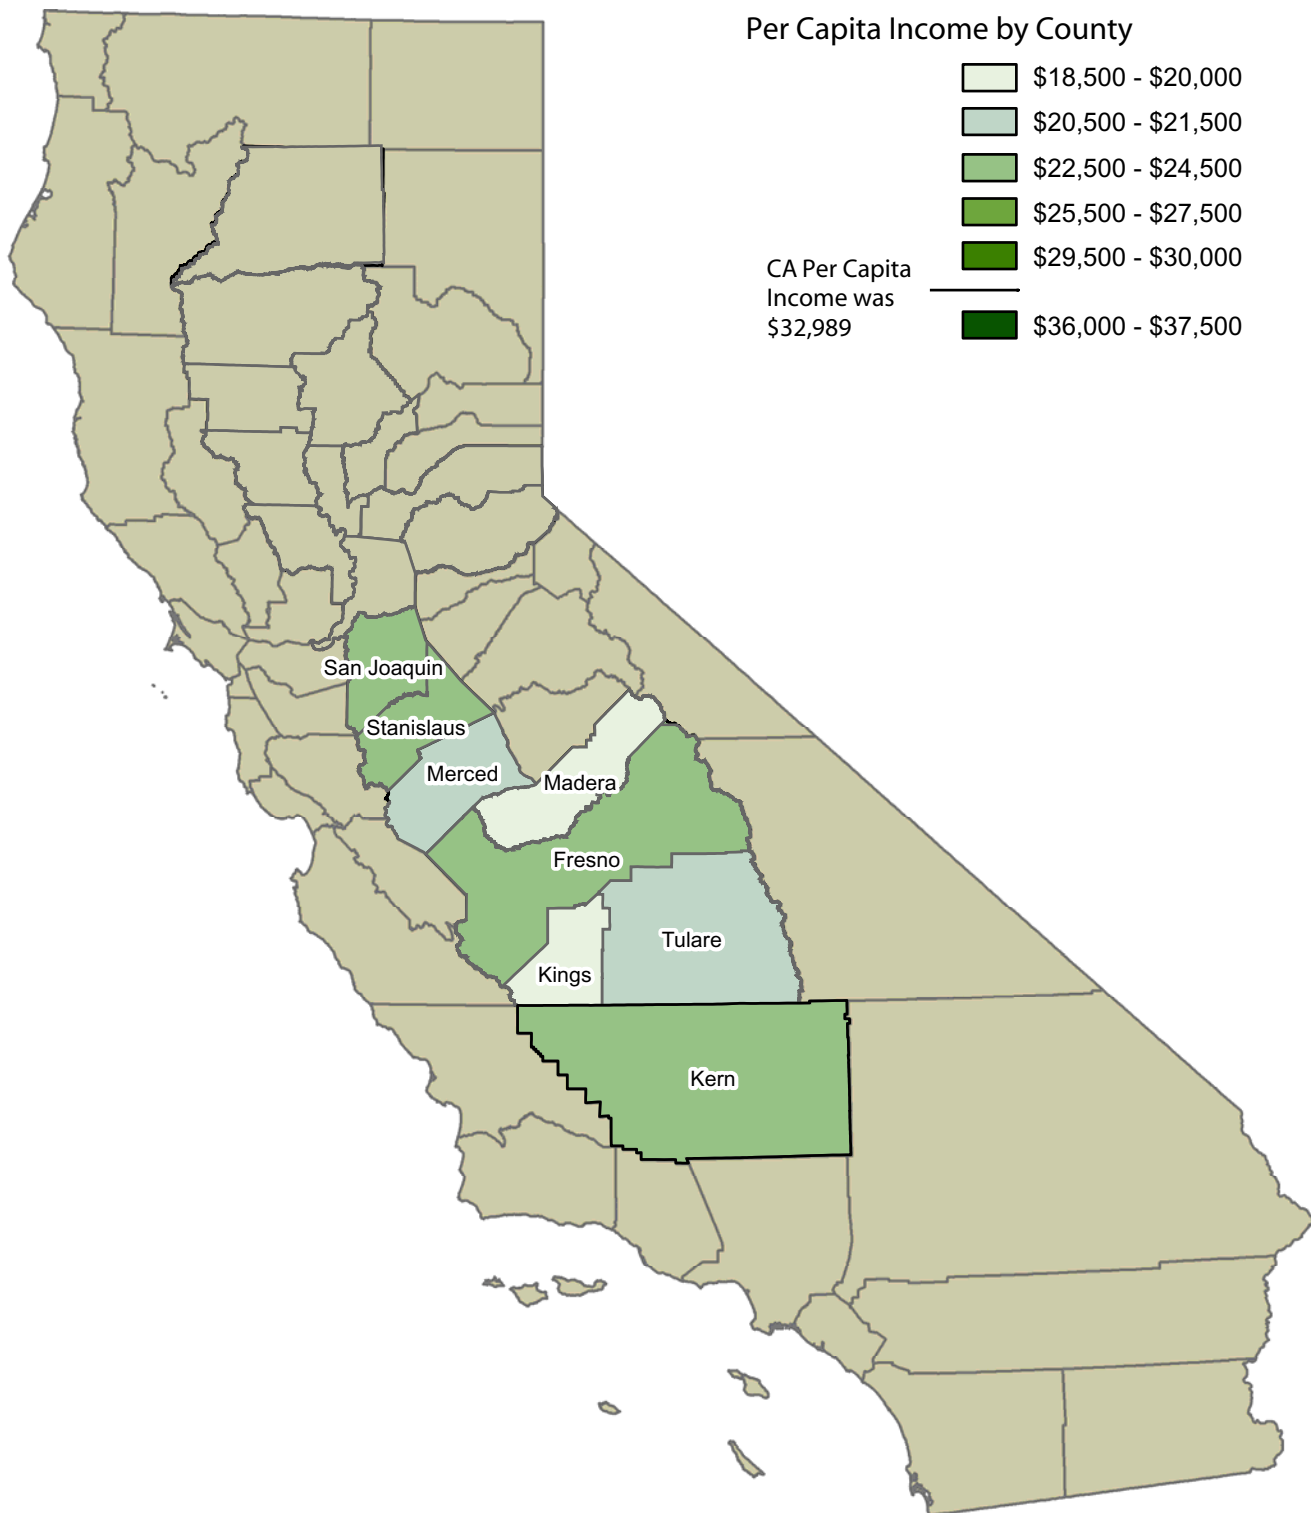 Per Capita Income by County
$18,500 - $20,000
$20,500 - $21,500
$22,500 - $24,500
$25,500 - $27,500
$29,500 - $30,000
CA Per Capita
Income was
$32,989
$36,000 - $37,500
San Joaquin
Stanislaus
Merced
Madera
Fresno
Tulare
Kings
Kern